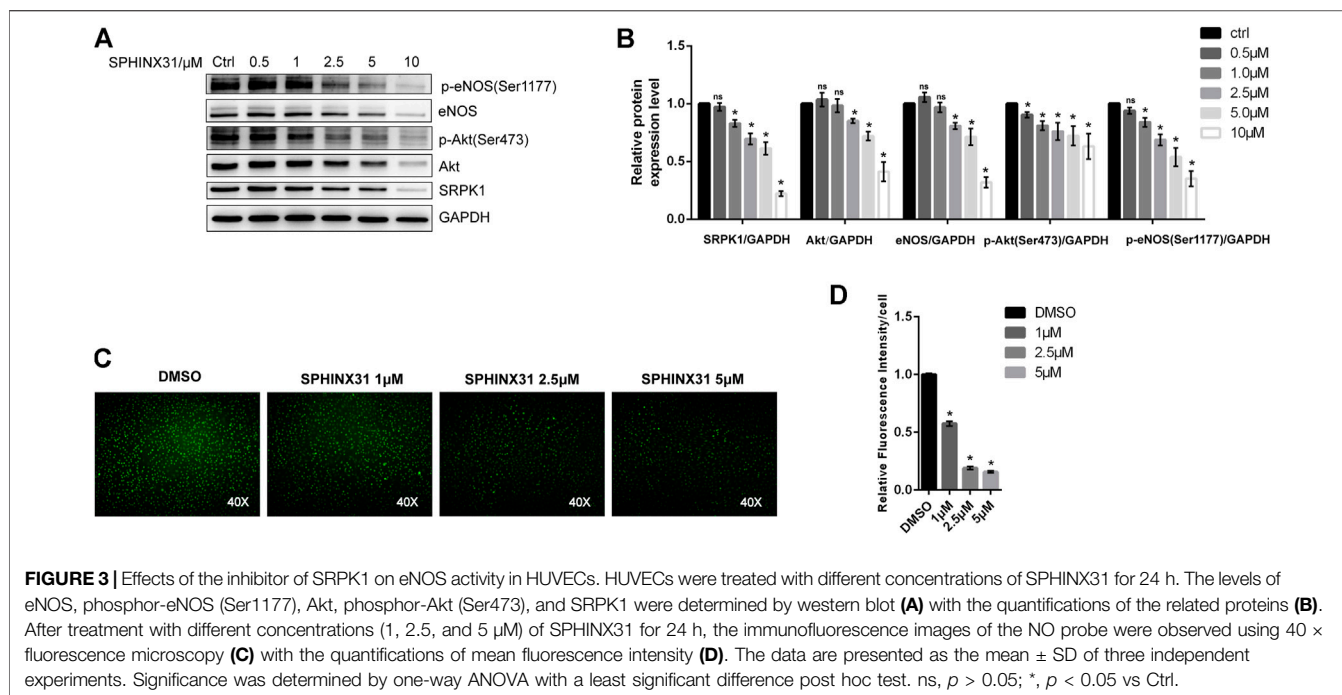 A
SPHINX31/μM Ctrl 0.5 1 2.5 5 10
p-eNOS(Ser1177)
eNOS
p-Akt(Ser473)
Akt
SRPK1
GAPDH
B
Relative protein
expression level
1.5
1.0
0.5
0.0
ns * * * *
ns ns * * *
ns ns * * *
* * * * *
ns * * * *
SRPK1/GAPDH Akt/GAPDH eNOS/GAPDH p-Akt(Ser473)/GAPDH p-eNOS(Ser1177)/GAPDH
ctrl
0.5μM
1.0μM
2.5μM
5.0μM
10μM
C
DMSO SPHINX31 1μM SPHINX31 2.5μM SPHINX31 5μM
40X 40X 40X 40X
D
Relative Fluorescence Intensity/cell
1.5
1.0
0.5
0.0
* * *
DMSO 1μM 2.5μM 5μM
DMSO
1μM
2.5μM
5μM
FIGURE 3 | Effects of the inhibitor of SRPK1 on eNOS activity in HUVECs. HUVECs were treated with different concentrations of SPHINX31 for 24 h. The levels of
eNOS, phosphor-eNOS (Ser1177), Akt, phosphor-Akt (Ser473), and SRPK1 were determined by western blot (A) with the quantifications of the related proteins (B).
After treatment with different concentrations (1, 2.5, and 5 μM) of SPHINX31 for 24 h, the immunofluorescence images of the NO probe were observed using 40 ×
fluorescence microscopy (C) with the quantifications of mean fluorescence intensity (D). The data are presented as the mean ± SD of three independent
experiments. Significance was determined by one-way ANOVA with a least significant difference post hoc test. ns, p > 0.05; *, p < 0.05 vs Ctrl.